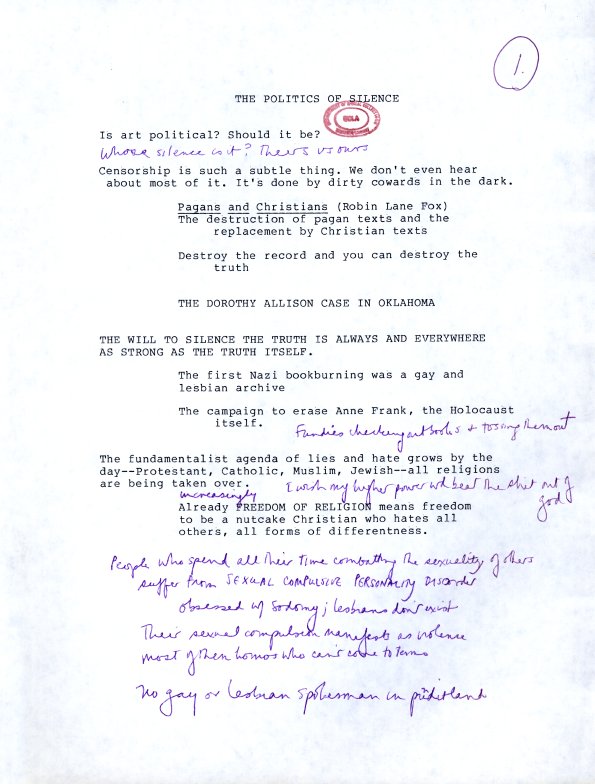 1.
THE POLITICS OF SILENCE
Is art political? Should it be?
Whose silence is it? Theirs vs ours
Censorship is such a subtle thing. We don't even hear
about most of it. It's done by dirty cowards in the dark.
Pagans and Christians (Robin Lane Fox)
The destruction of pagan texts and the
replacement by Christian texts
Destroy the record and you can destroy the
truth
THE DOROTHY ALLISON CASE IN OKLAHOMA
THE WILL TO SILENCE THE TRUTH IS ALWAYS AND EVERYWHERE
AS STRONG AS THE TRUTH ITSELF.
The first Nazi bookburning was a gay and
lesbian archive
The campaign to erase Anne Frank, the Holocaust
itself.
Fundies checking out books + tossing them out
The fundamentalist agenda of lies and hate grows by the
day--Protestant, Catholic, Muslim, Jewish--all religions
are being taken over.
I wish my higher power wd beat the shit out of
god
increasingly
Already FREEDOM OF RELIGION means freedom
to be a nutcake Christian who hates all
others, all forms of differentness.
People who spend all their time combatting the sexuality of others
suffer from SEXUAL COMPULSIVE PERSONALITY DISORDER
obsessed w/ sodomy; lesbians don't exist
Their sexual compulsion manifests as violence
most of them homos who can't come to terms
No gay or lesbian spokesman in punditland